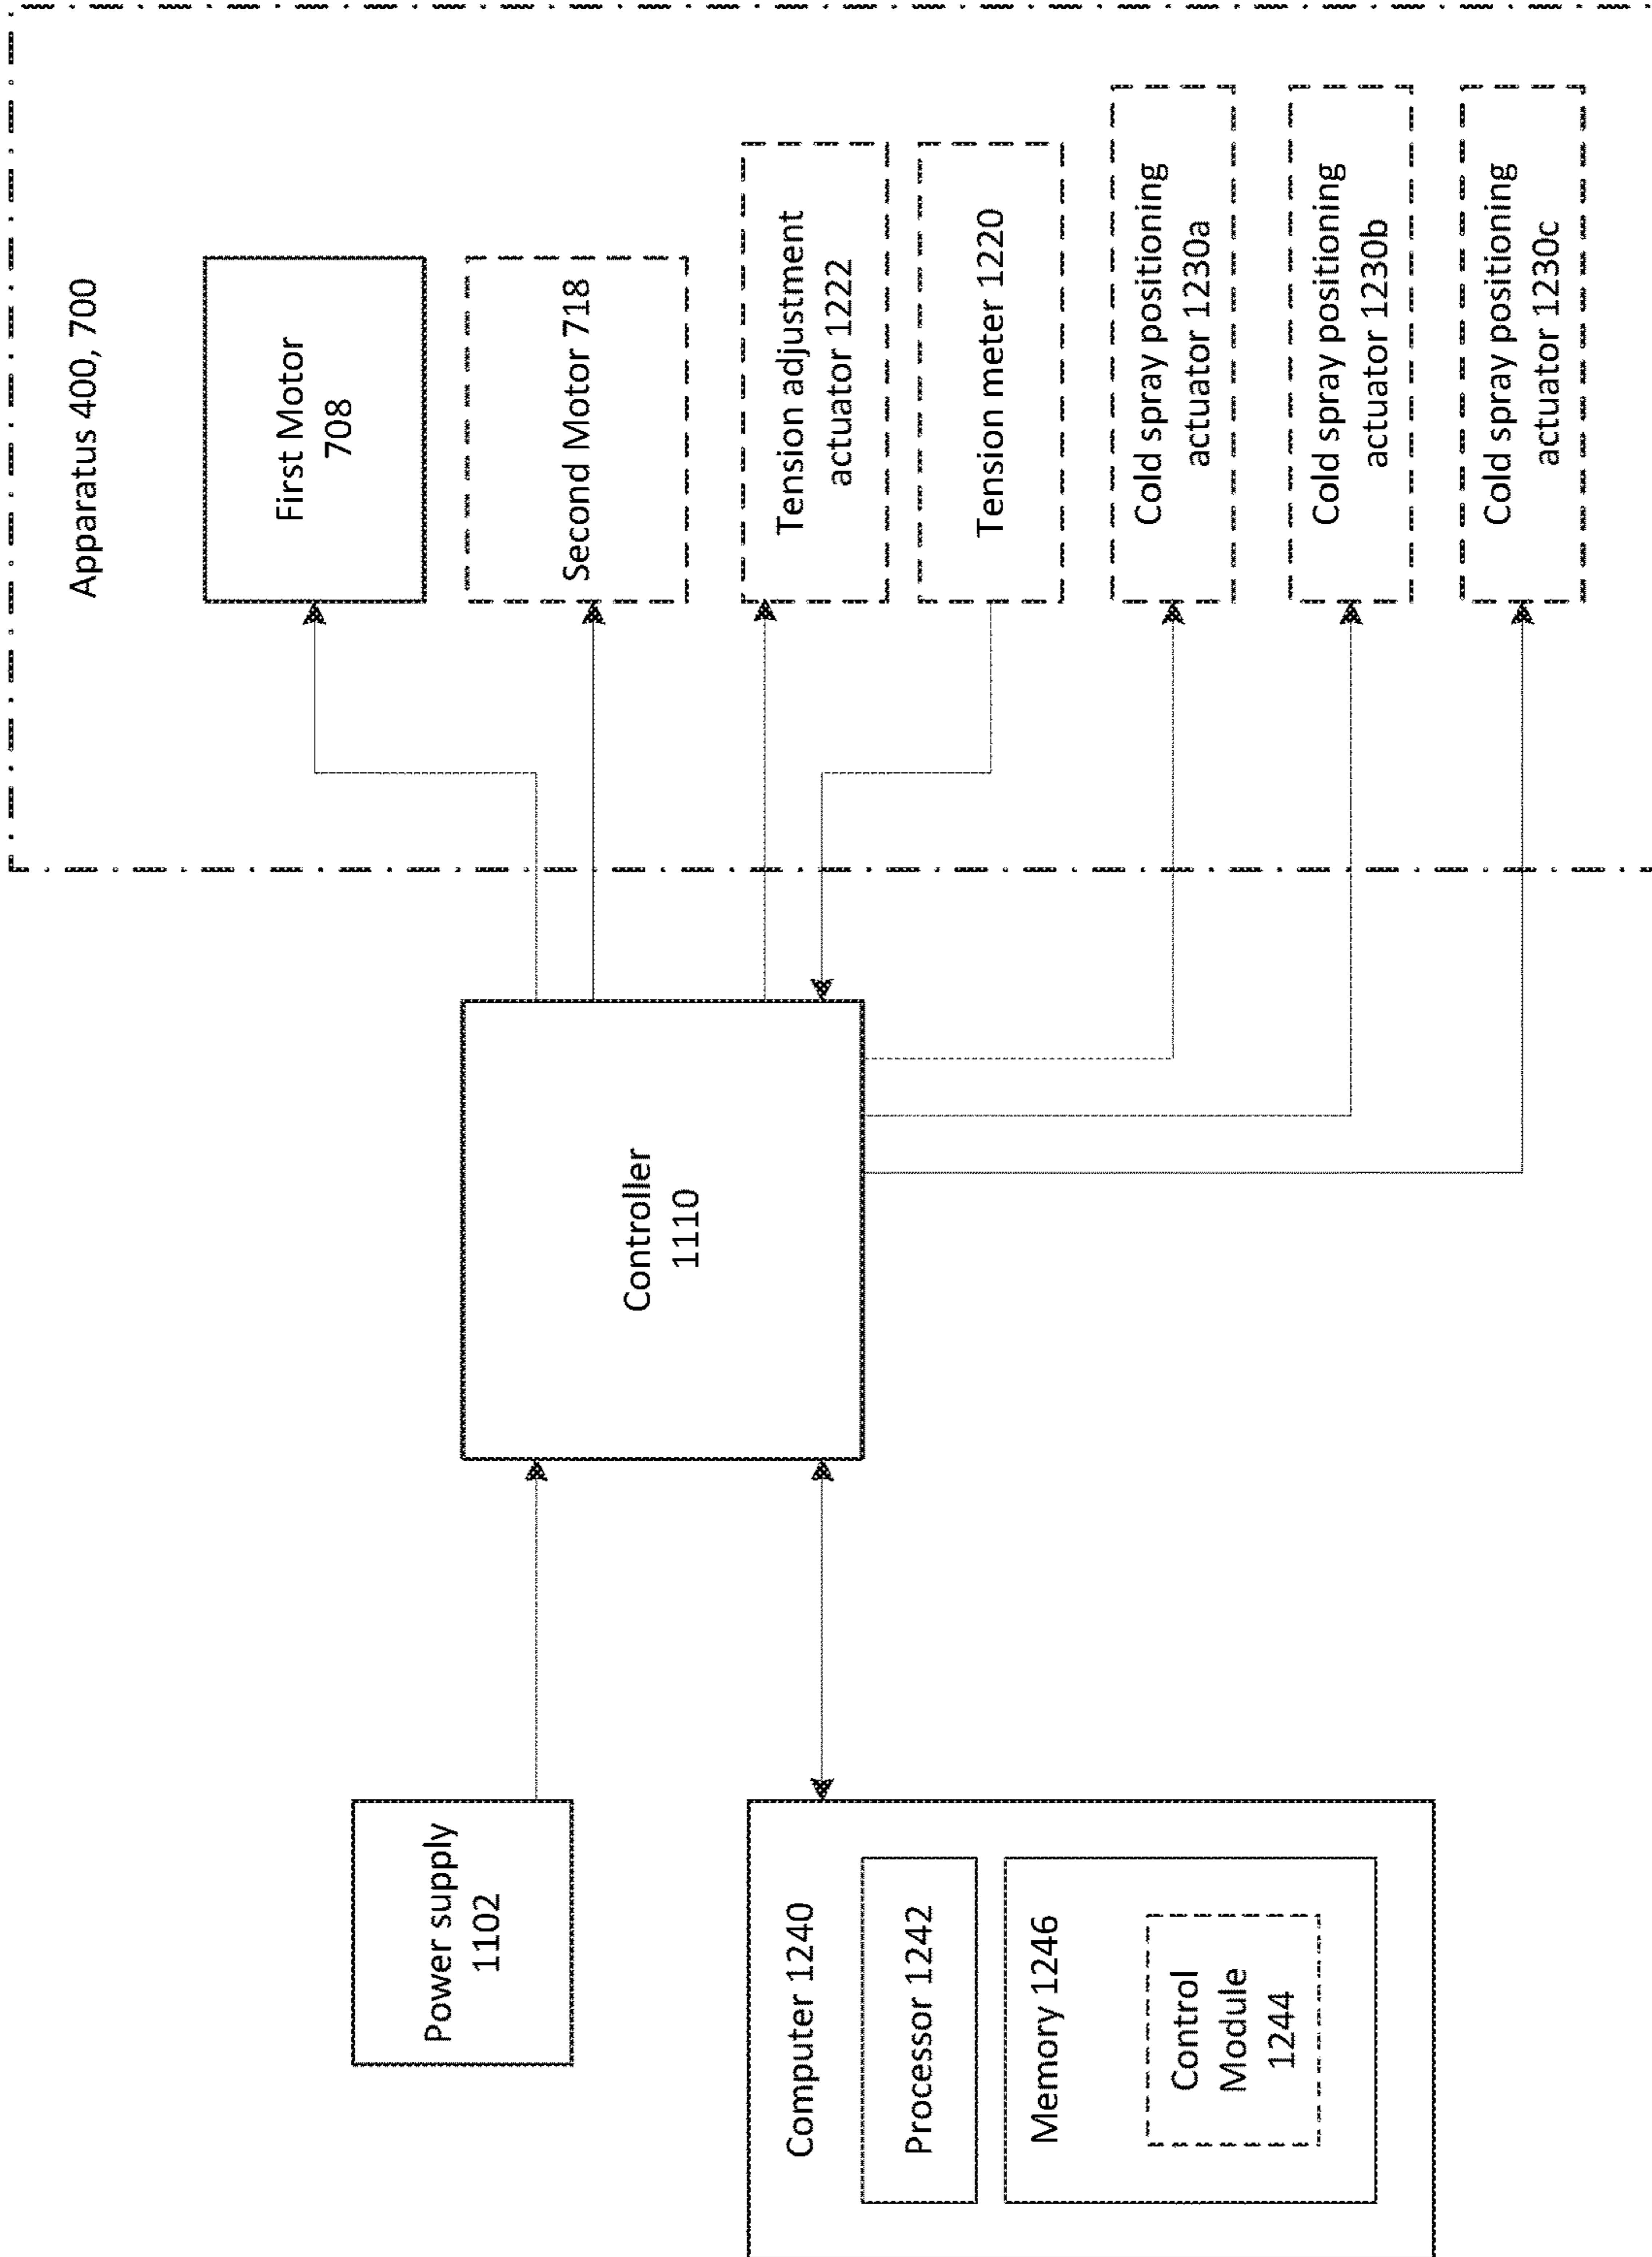 Power supply
1102
Computer 1240
Processor 1242
Memory 1246
Control
Module
1244
Controller
1110
Apparatus 400, 700
First Motor
708
Second Motor 718
Tension adjustment
actuator 1222
Tension meter 1220
Cold spray positioning
actuator 1230a
Cold spray positioning
actuator 1230b
Cold spray positioning
actuator 1230c